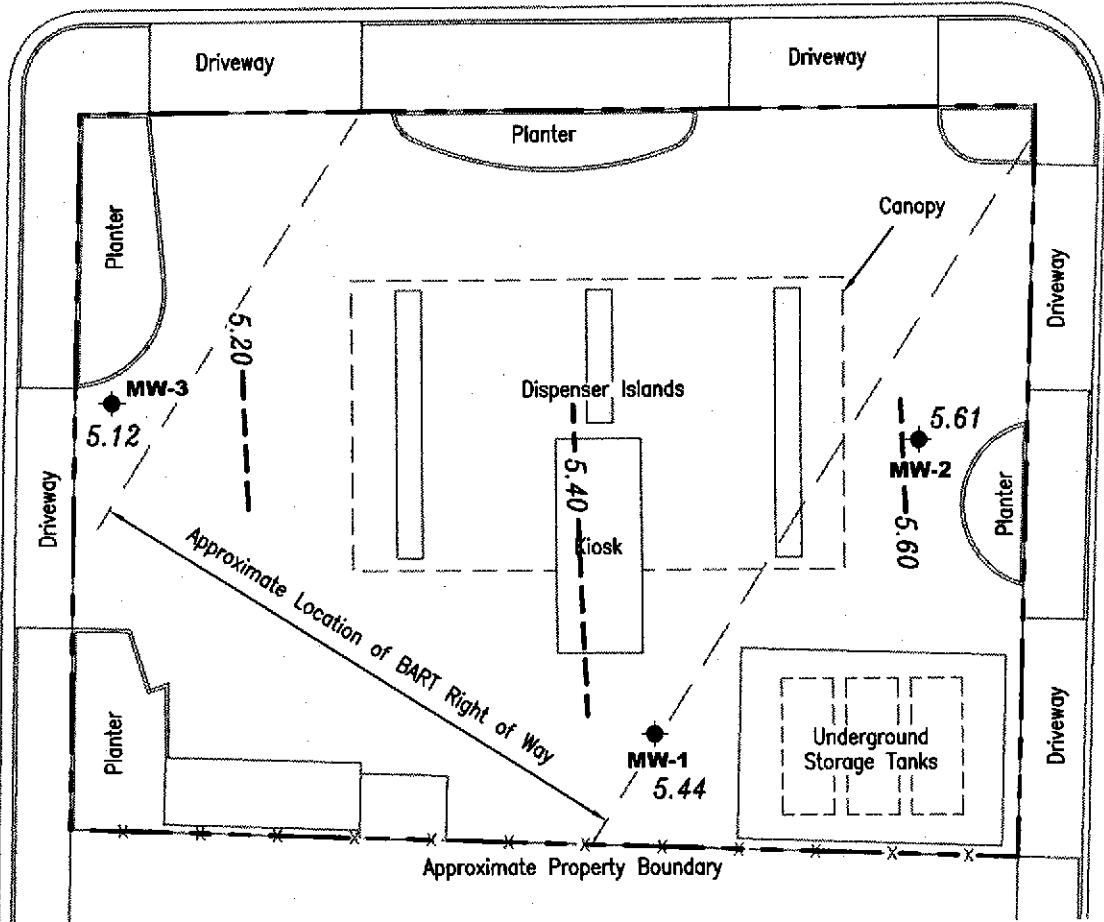 Driveway
Driveway
Planter
Canopy
Planter
Driveway
5.20
MW-3
5.12
Dispenser Islands
5.61
MW-2
5.40
5.60
Planter
Driveway
Kiosk
Approximate Location of BART Right of Way
Planter
MW-1
5.44
Underground
Storage Tanks
Driveway
Approximate Property Boundary